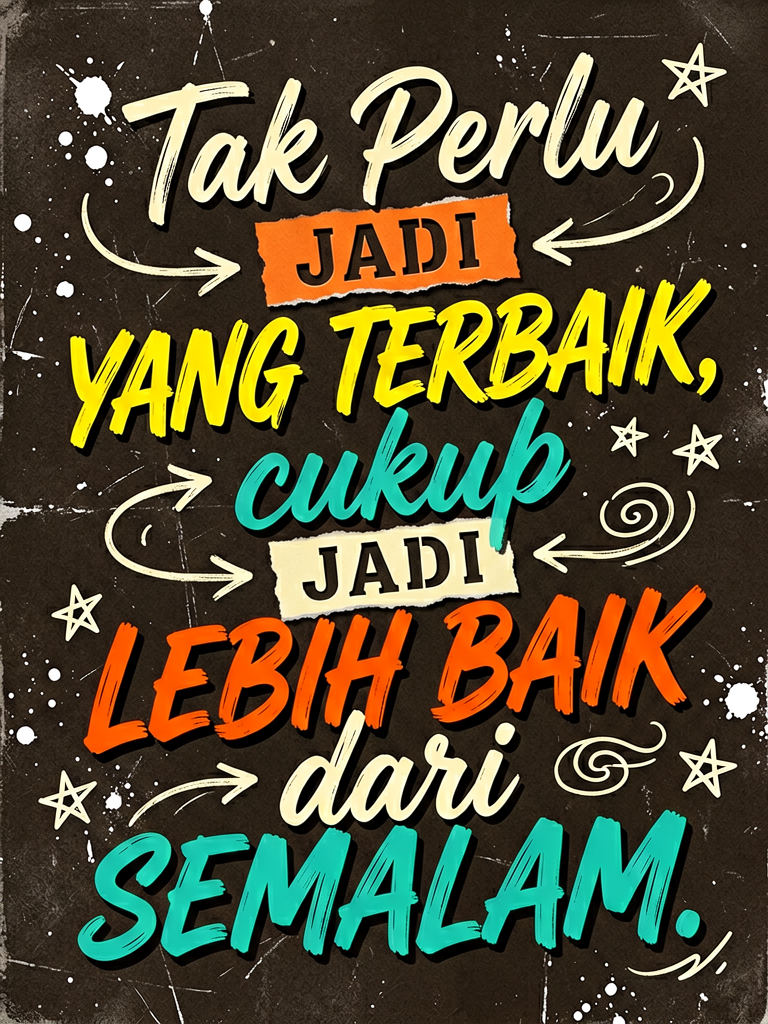 Tak Perlu
JADI
YANG TERBAIK,
cukup
JADI
LEBIH BAIK
dari
SEMALAM.